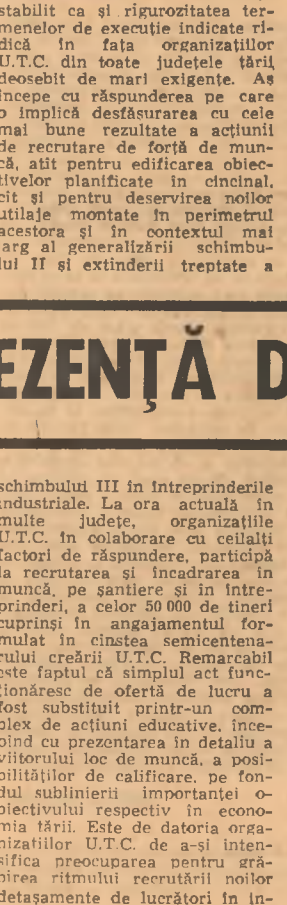 stabilit ca și rigurozitatea ter-
menelor de execuție indicate ri-
dică în fața organizațiilor
U.T.C. din toate județele țării,
deosebit de mari exigențe. Aș
începe cu răspunderea pe care
o implică desfășurarea cu cele
mai bune rezultate a acțiunii
de recrutare de forță de mun-
că, atît pentru edificarea obiec-
tivelor planificate în cincinal,
cît și pentru deservirea noilor
utilaje montate în perimetrul
acestora și în contextul mai
larg al generalizării schimbu-
lui II și extinderii treptate a
EZENȚĂ D
schimbului III în întreprinderile
industriale. La ora actuală în
multe județe, organizațiile
U.T.C. în colaborare cu ceilalți
factori de răspundere, participă
la recrutarea și încadrarea în
muncă, pe șantiere și în între-
prinderi, a celor 50 000 de tineri
cuprinși în angajamentul for-
mulat în cinstea semicentena-
rului creării U.T.C. Remarcabil
este faptul că simplul act func-
ționăresc de ofertă de lucru a
fost substituit printr-un com-
plex de acțiuni educative, înce-
pînd cu prezentarea în detaliu a
viitorului loc de muncă, a posi-
bilităților de calificare, pe fon-
dul sublinierii importanței o-
biectivului respectiv în econo-
mia țării. Este de datoria orga-
nizațiilor U.T.C. de a-și inten-
sifica preocuparea pentru gră-
birea ritmului recrutării noilor
detașamente de lucrători în in-